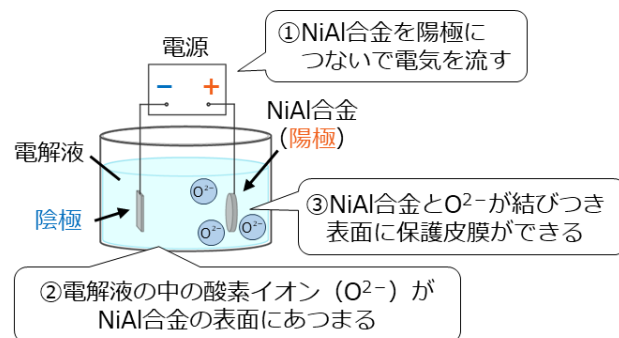 ①NiAl合金を陽極に
つないで電気を流す
電源
− +
NiAl合金
(陽極)
電解液
陰極
O²⁻
O²⁻
O²⁻
③NiAl合金とO²⁻が結びつき
表面に保護皮膜ができる
②電解液の中の酸素イオン（O²⁻）が
NiAl合金の表面にあつまる